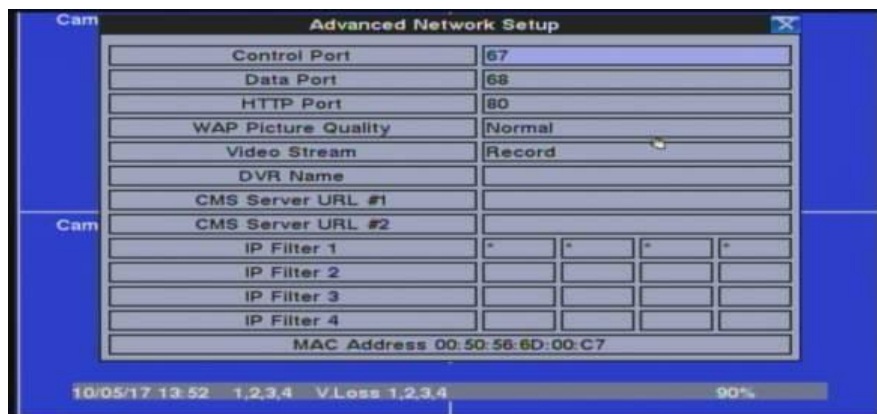 Cam
Advanced Network Setup
Control Port 67
Data Port 68
HTTP Port 80
WAP Picture Quality Normal
Video Stream Record
DVR Name
CMS Server URL #1
Cam
CMS Server URL #2
IP Filter 1 * * * *
IP Filter 2
IP Filter 3
IP Filter 4
MAC Address 00:50:56:6D:00:C7
10/05/17 13:52 1,2,3,4 V.Loss 1,2,3,4 90%